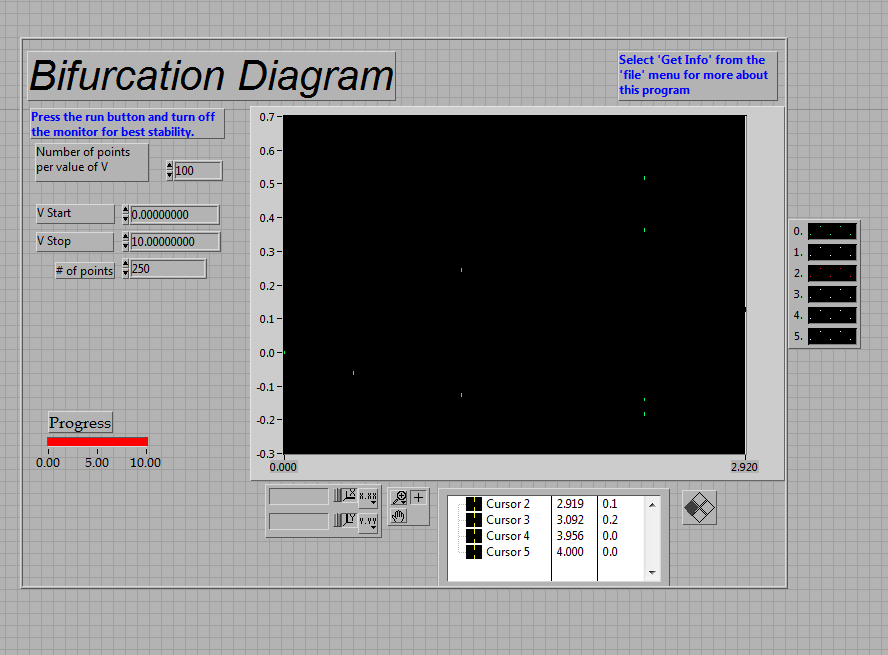 Bifurcation Diagram
Select 'Get Info' from the
'file' menu for more about
this program
Press the run button and turn off
the monitor for best stability.
Number of points
per value of V
100
V Start
0.00000000
V Stop
10.00000000
# of points
250
0.7
0.6
0.5
0.4
0.3
0.2
0.1
0.0
-0.1
-0.2
-0.3
0.000
2.920
0.
1.
2.
3.
4.
5.
Progress
0.00 5.00 10.00
X.XX
Y.YY
Cursor 2 2.919 0.1
Cursor 3 3.092 0.2
Cursor 4 3.956 0.0
Cursor 5 4.000 0.0